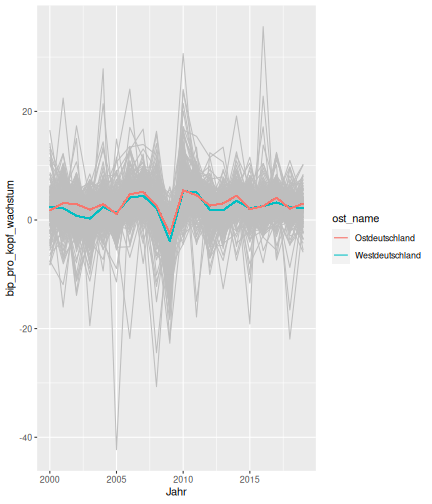 bip_pro_kopf_wachstum
20
0
-20
-40
2000
2005
2010
2015
Jahr
ost_name
Ostdeutschland
Westdeutschland